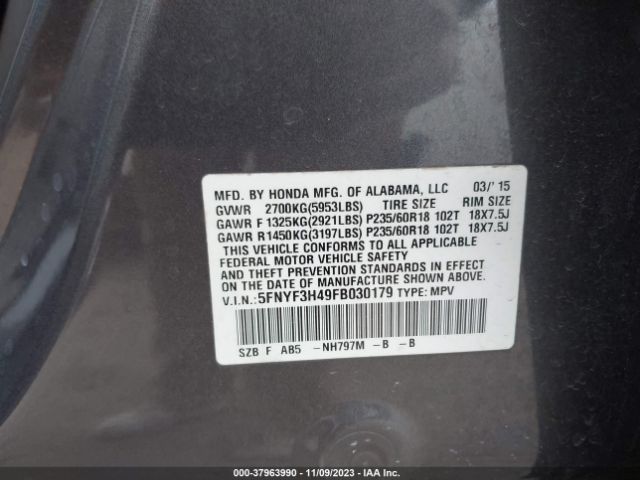 MFD. BY HONDA MFG. OF ALABAMA, LLC 03/'15
GVWR 2700KG(5953LBS) TIRE SIZE RIM SIZE
GAWR F 1325KG(2921LBS) P235/60R18 102T 18X7.5J
GAWR R1450KG(3197LBS) P235/60R18 102T 18X7.5J
THIS VEHICLE CONFORMS TO ALL APPLICABLE
FEDERAL MOTOR VEHICLE SAFETY
AND THEFT PREVENTION STANDARDS IN EFFECT
ON THE DATE OF MANUFACTURE SHOWN ABOVE.
V.I.N.:5FNYF3H49FB030179 TYPE: MPV
SZB F AB5 -NH797M -B -B
000-37963990 - 11/09/2023 - IAA Inc.